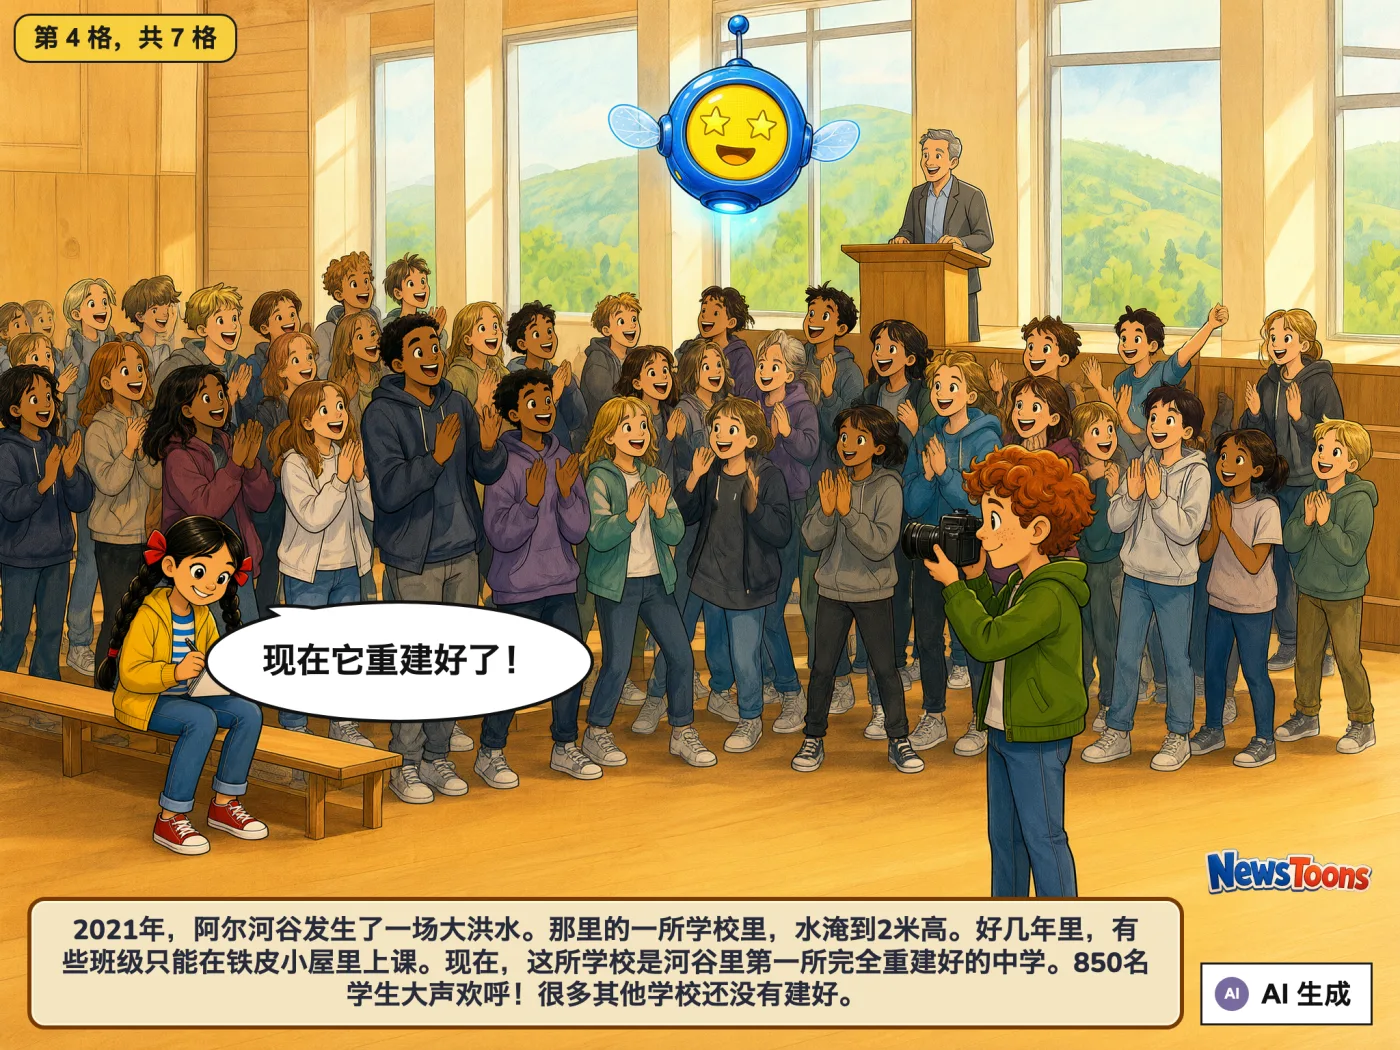 第 4 格，共 7 格
现在它重建好了！
NewsToons
2021年，阿尔河谷发生了一场大洪水。那里的一所学校里，水淹到2米高。好几年里，有
些班级只能在铁皮小屋里上课。现在，这所学校是河谷里第一所完全重建好的中学。850名
学生大声欢呼！很多其他学校还没有建好。
AI AI 生成